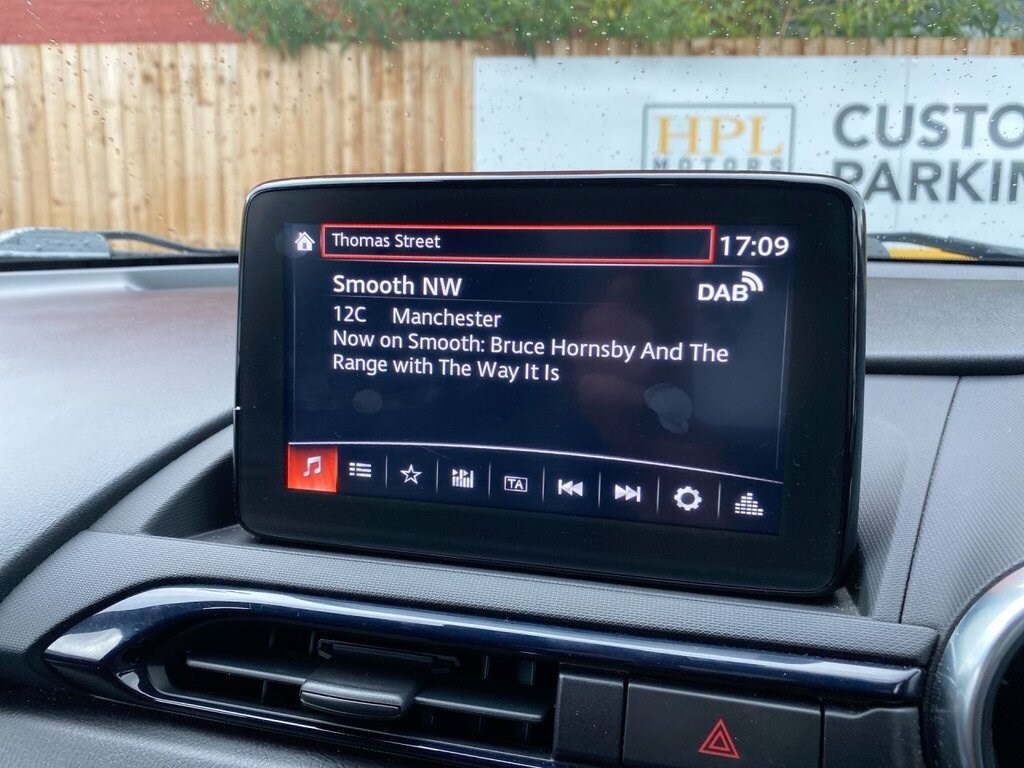 HPL
MOTORS
CUSTO
PARKIN
Thomas Street
17:09
Smooth NW
DAB
12C Manchester
Now on Smooth: Bruce Hornsby And The
Range with The Way It Is
TA